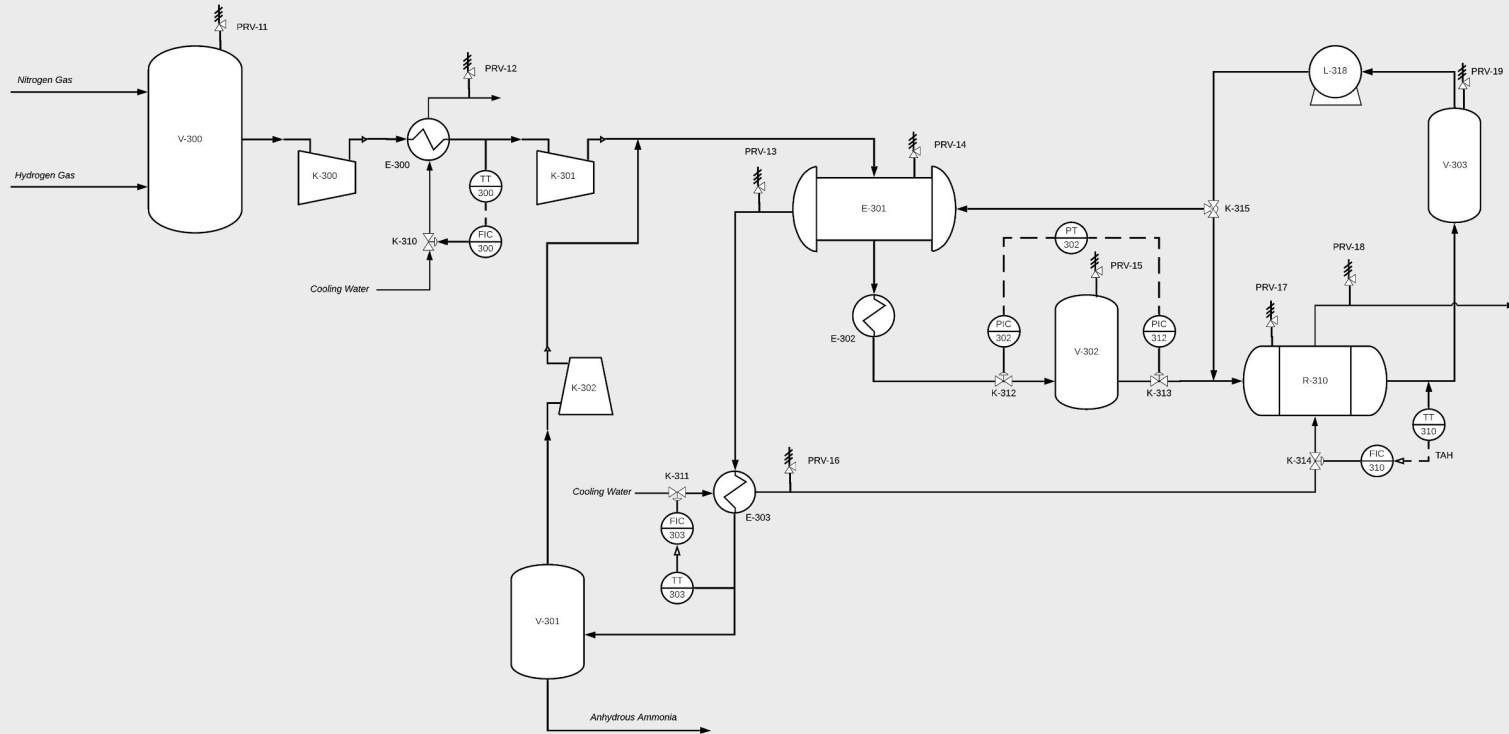 PRV-11
Nitrogen Gas
V-300
Hydrogen Gas
K-300
E-300
PRV-12
TT
300
FIC
300
K-310
Cooling Water
K-301
PRV-13
PRV-14
E-301
L-318
PRV-19
V-303
K-315
PT
302
PRV-15
PIC
302
PIC
312
E-302
V-302
K-312
K-313
PRV-18
PRV-17
R-310
TT
310
TAH
FIC
310
K-314
K-302
PRV-16
K-311
Cooling Water
E-303
FIC
303
TT
303
V-301
Anhydrous Ammonia